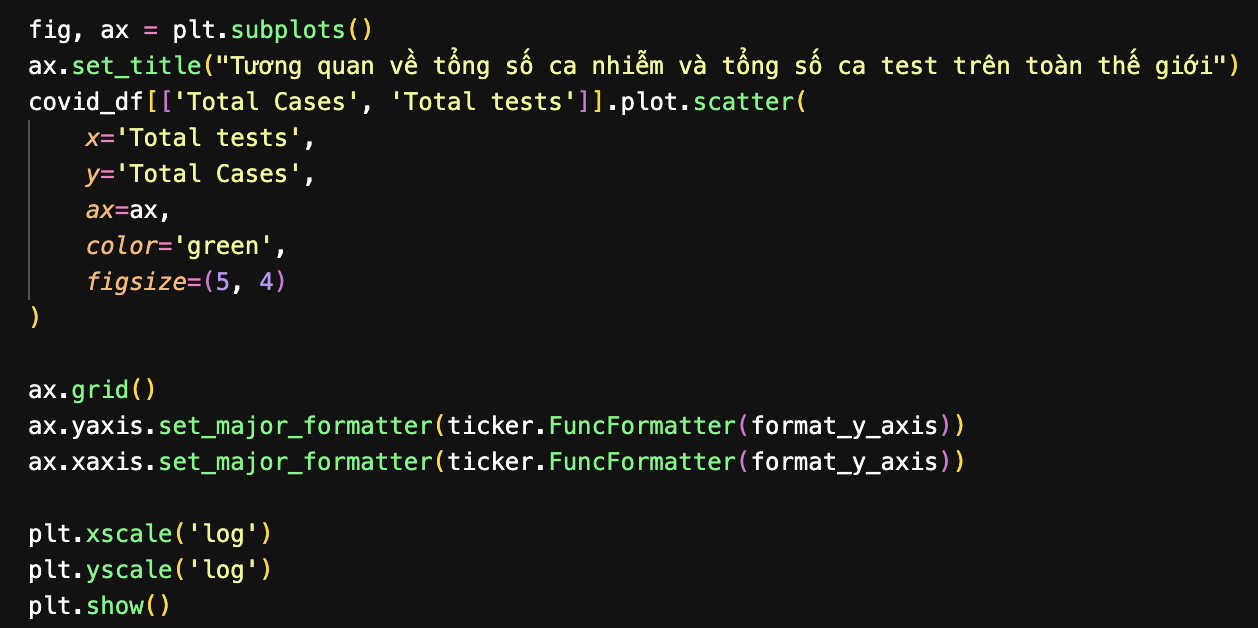 fig, ax = plt.subplots()
ax.set_title("Tương quan về tổng số ca nhiễm và tổng số ca test trên toàn thế giới")
covid_df[['Total Cases', 'Total tests']].plot.scatter(
    x='Total tests',
    y='Total Cases',
    ax=ax,
    color='green',
    figsize=(5, 4)
)
ax.grid()
ax.yaxis.set_major_formatter(ticker.FuncFormatter(format_y_axis))
ax.xaxis.set_major_formatter(ticker.FuncFormatter(format_y_axis))
plt.xscale('log')
plt.yscale('log')
plt.show()